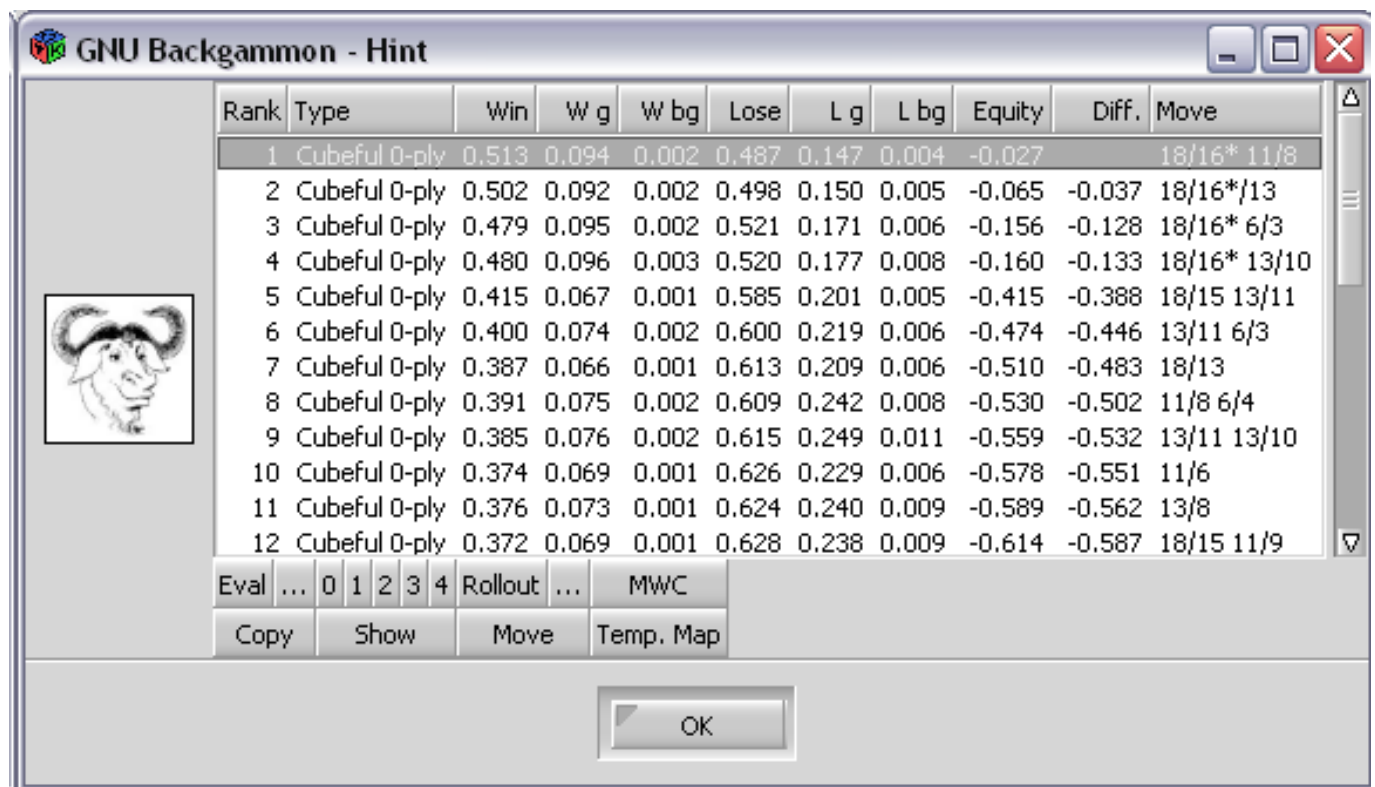 GNU Backgammon - Hint
Rank Type Win W g W bg Lose L g L bg Equity Diff. Move
1 Cubeful 0-ply 0.513 0.094 0.002 0.487 0.147 0.004 -0.027 18/16* 11/8
2 Cubeful 0-ply 0.502 0.092 0.002 0.498 0.150 0.005 -0.065 -0.037 18/16*/13
3 Cubeful 0-ply 0.479 0.095 0.002 0.521 0.171 0.006 -0.156 -0.128 18/16* 6/3
4 Cubeful 0-ply 0.480 0.096 0.003 0.520 0.177 0.008 -0.160 -0.133 18/16* 13/10
5 Cubeful 0-ply 0.415 0.067 0.001 0.585 0.201 0.005 -0.415 -0.388 18/15 13/11
6 Cubeful 0-ply 0.400 0.074 0.002 0.600 0.219 0.006 -0.474 -0.446 13/11 6/3
7 Cubeful 0-ply 0.387 0.066 0.001 0.613 0.209 0.006 -0.510 -0.483 18/13
8 Cubeful 0-ply 0.391 0.075 0.002 0.609 0.242 0.008 -0.530 -0.502 11/8 6/4
9 Cubeful 0-ply 0.385 0.076 0.002 0.615 0.249 0.011 -0.559 -0.532 13/11 13/10
10 Cubeful 0-ply 0.374 0.069 0.001 0.626 0.229 0.006 -0.578 -0.551 11/6
11 Cubeful 0-ply 0.376 0.073 0.001 0.624 0.240 0.009 -0.589 -0.562 13/8
12 Cubeful 0-ply 0.372 0.069 0.001 0.628 0.238 0.009 -0.614 -0.587 18/15 11/9
Eval ... 0 1 2 3 4 Rollout ... MWC
Copy Show Move Temp. Map
OK